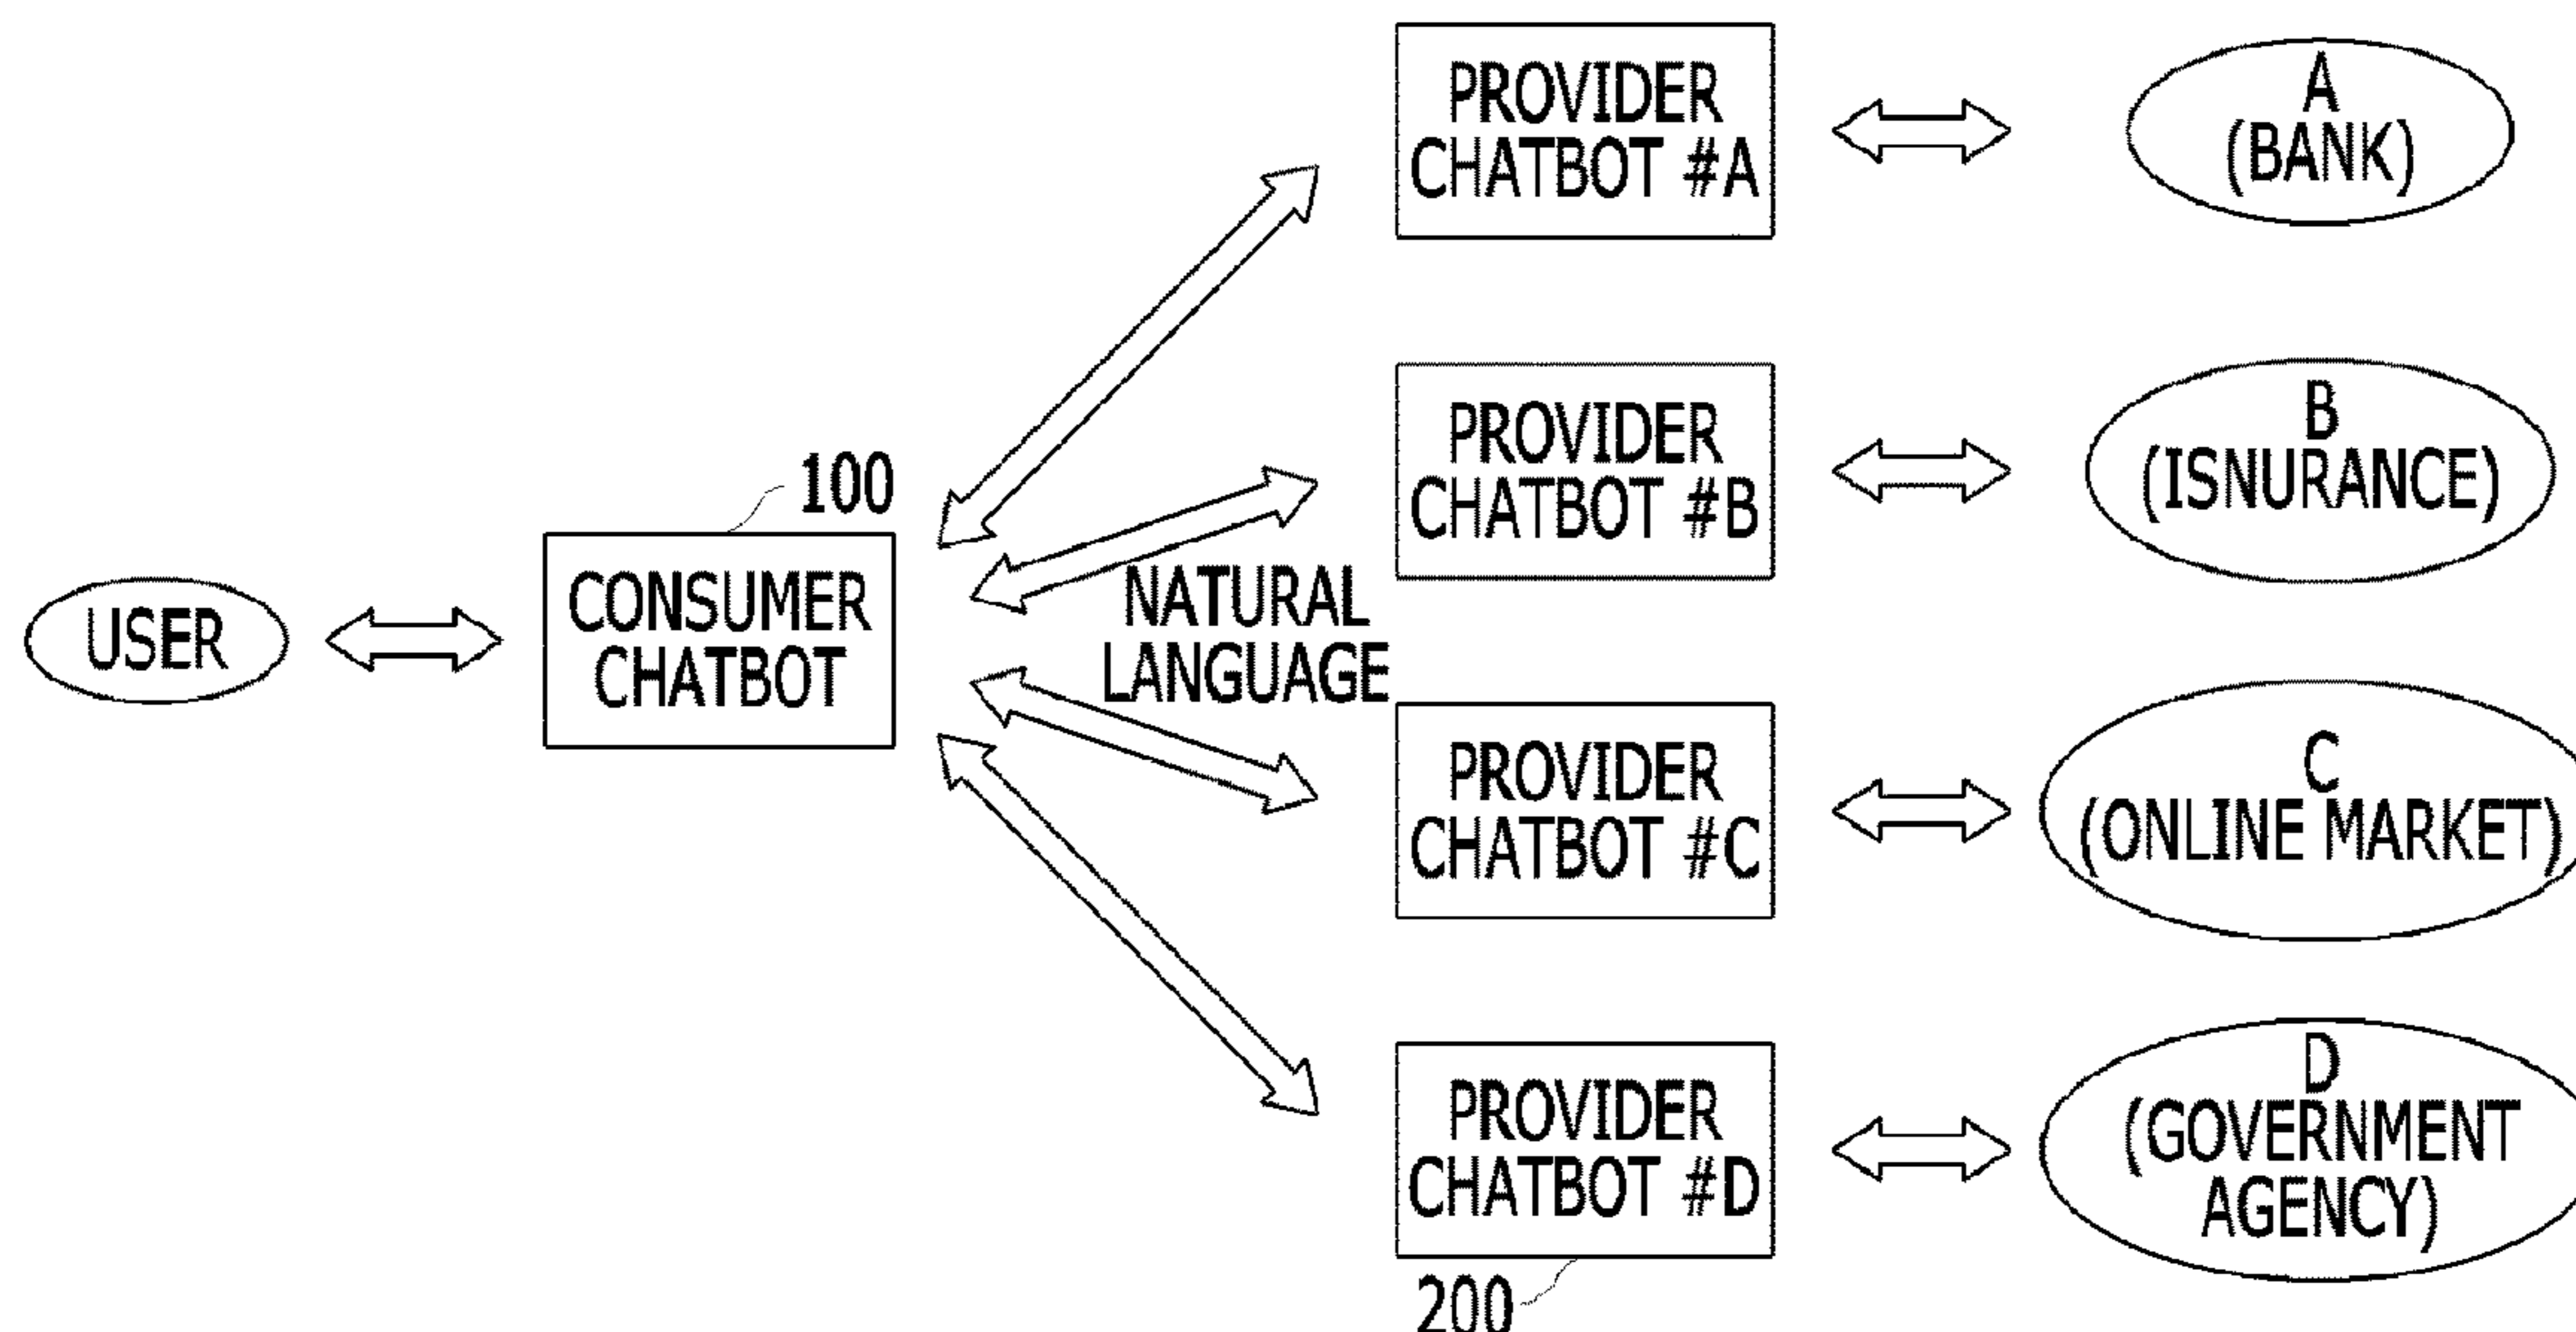 USER
100
CONSUMER
CHATBOT
NATURAL
LANGUAGE
PROVIDER
CHATBOT #A
A
(BANK)
PROVIDER
CHATBOT #B
B
(ISNURANCE)
PROVIDER
CHATBOT #C
C
(ONLINE MARKET)
PROVIDER
CHATBOT #D
200
D
(GOVERNMENT
AGENCY)